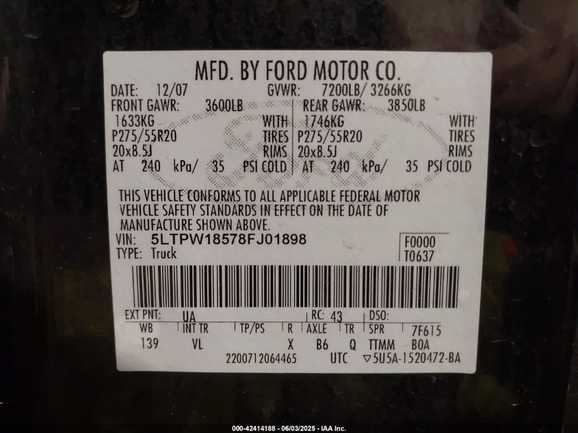 MFD. BY FORD MOTOR CO.
DATE: 12/07 GVWR: 7200LB/ 3266KG
FRONT GAWR: 3600LB REAR GAWR: 3850LB
1633KG WITH 1746KG WITH
P275/55R20 TIRES P275/55R20 TIRES
20x8.5J RIMS 20x8.5J RIMS
AT 240 kPa/ 35 PSI COLD AT 240 kPa/ 35 PSI COLD
THIS VEHICLE CONFORMS TO ALL APPLICABLE FEDERAL MOTOR
VEHICLE SAFETY STANDARDS IN EFFECT ON THE DATE OF
MANUFACTURE SHOWN ABOVE.
VIN: 5LTPW18578FJ01898 F0000
TYPE: Truck T0637
EXT PNT: UA RC: 43 DSO:
WB INT TR TP/PS R AXLE TR SPR 7F615
139 VL X B6 Q TTMM BOA
2200712064465 UTC ▽5U5A-1520472-BA
000-42414188 - 06/03/2025 - IAA Inc.